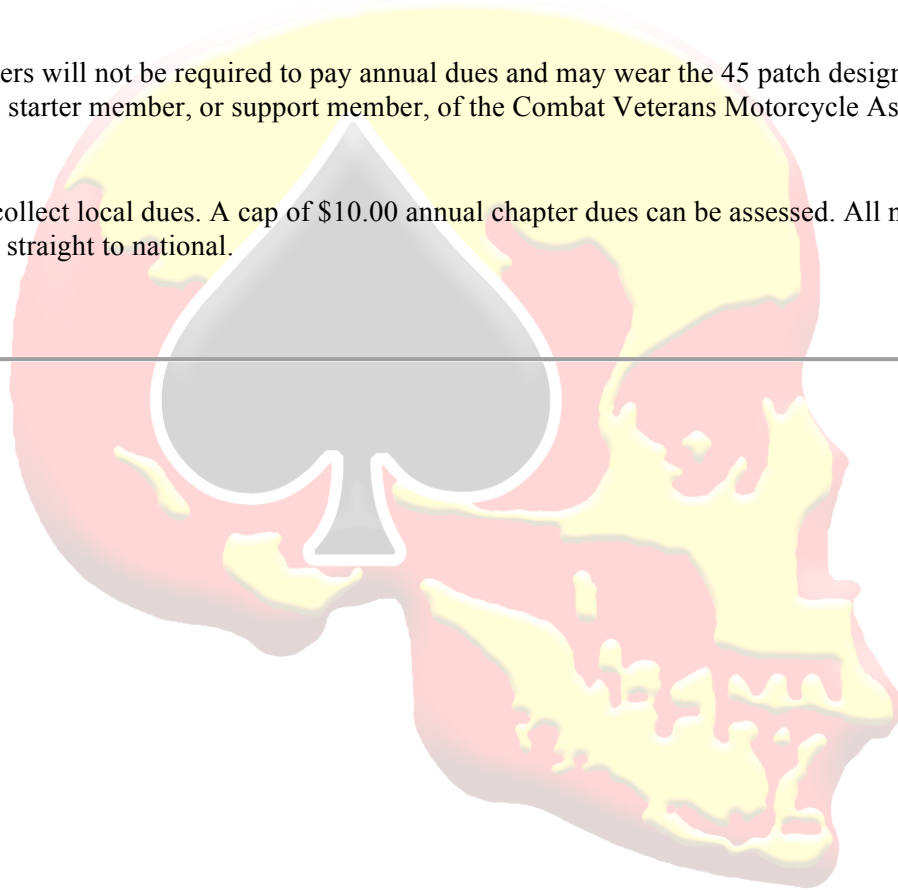 ers will not be required to pay annual dues and may wear the 45 patch design
starter member, or support member, of the Combat Veterans Motorcycle As
collect local dues. A cap of $10.00 annual chapter dues can be assessed. All
straight to national.